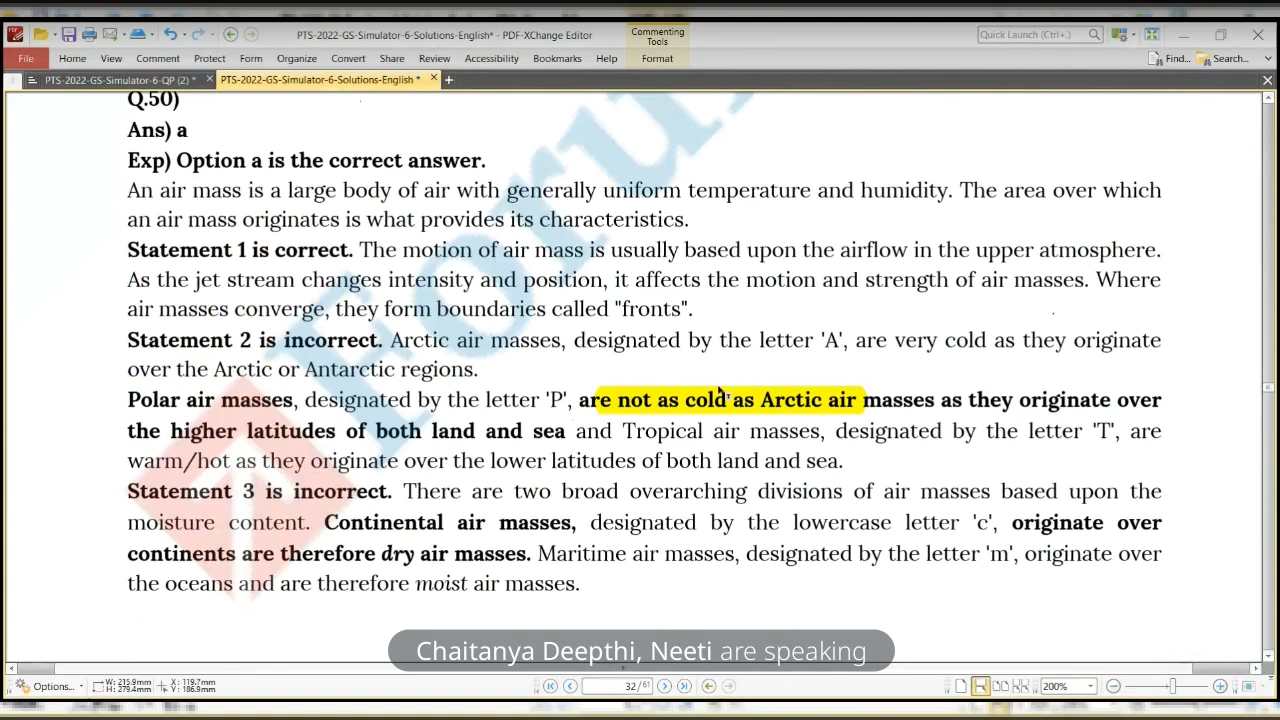 Commenting
Tools
PTS-2022-GS-Simulator-6-Solutions-English* - PDF-XChange Editor
Quick Launch (Ctrl+.)
File Home View Comment Protect Form Organize Convert Share Review Accessibility Bookmarks Help Format
Find... Search...
PTS-2022-GS-Simulator-6-QP (2) * PTS-2022-GS-Simulator-6-Solutions-English *
Q.50)
Ans) a
Exp) Option a is the correct answer.
An air mass is a large body of air with generally uniform temperature and humidity. The area over which
an air mass originates is what provides its characteristics.
Statement 1 is correct. The motion of air mass is usually based upon the airflow in the upper atmosphere.
As the jet stream changes intensity and position, it affects the motion and strength of air masses. Where
air masses converge, they form boundaries called "fronts".
Statement 2 is incorrect. Arctic air masses, designated by the letter 'A', are very cold as they originate
over the Arctic or Antarctic regions.
Polar air masses, designated by the letter 'P', are not as cold as Arctic air masses as they originate over
the higher latitudes of both land and sea and Tropical air masses, designated by the letter 'T', are
warm/hot as they originate over the lower latitudes of both land and sea.
Statement 3 is incorrect. There are two broad overarching divisions of air masses based upon the
moisture content. Continental air masses, designated by the lowercase letter 'c', originate over
continents are therefore dry air masses. Maritime air masses, designated by the letter 'm', originate over
the oceans and are therefore moist air masses.
Forum
Chaitanya Deepthi, Neeti are speaking
Options...
W: 215.9mm
H: 279.4mm
X: 119.7mm
Y: 186.9mm
32/61
200%